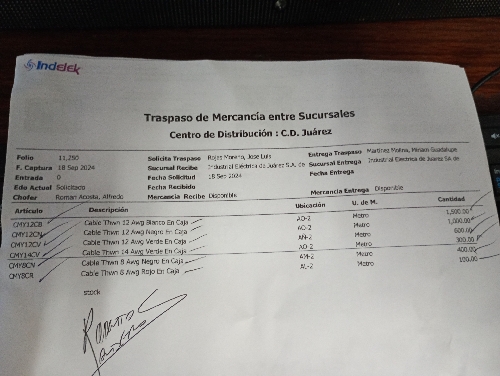 Indelek
Traspaso de Mercancía entre Sucursales
Centro de Distribución : C.D. Juárez
Folio 11,250 Solicita Traspaso Rojas Moreno, Jose Luis Entrega Traspaso Martinez Molina, Miriam Guadalupe
F. Captura 18 Sep 2024 Sucursal Recibe Industrial Eléctrica de Juárez S.A. de Sucursal Entrega Industrial Electrica de Juarez SA de
Entrada 0 Fecha Solicitud 18 Sep 2024 Fecha Entrega
Edo Actual Solicitado Fecha Recibido
Chofer Roman Acosta, Alfredo Mercancía Recibe Disponible Mercancía Entrega Disponible
Artículo Descripción Ubicación U. de M. Cantidad
CMY12CB Cable Thwn 12 Awg Blanco En Caja AO-2 Metro 1,500.00
CMY12CN Cable Thwn 12 Awg Negro En Caja AO-2 Metro 1,000.00
CMY12CV Cable Thwn 12 Awg Verde En Caja AÑ-2 Metro 600.00
CMY14CV Cable Thwn 14 Awg Verde En Caja AO-2 Metro 300.00
CMY8CN Cable Thwn 8 Awg Negro En Caja AM-2 Metro 400.00
CMY8CR Cable Thwn 8 Awg Rojo En Caja AL-2 Metro 100.00
stock